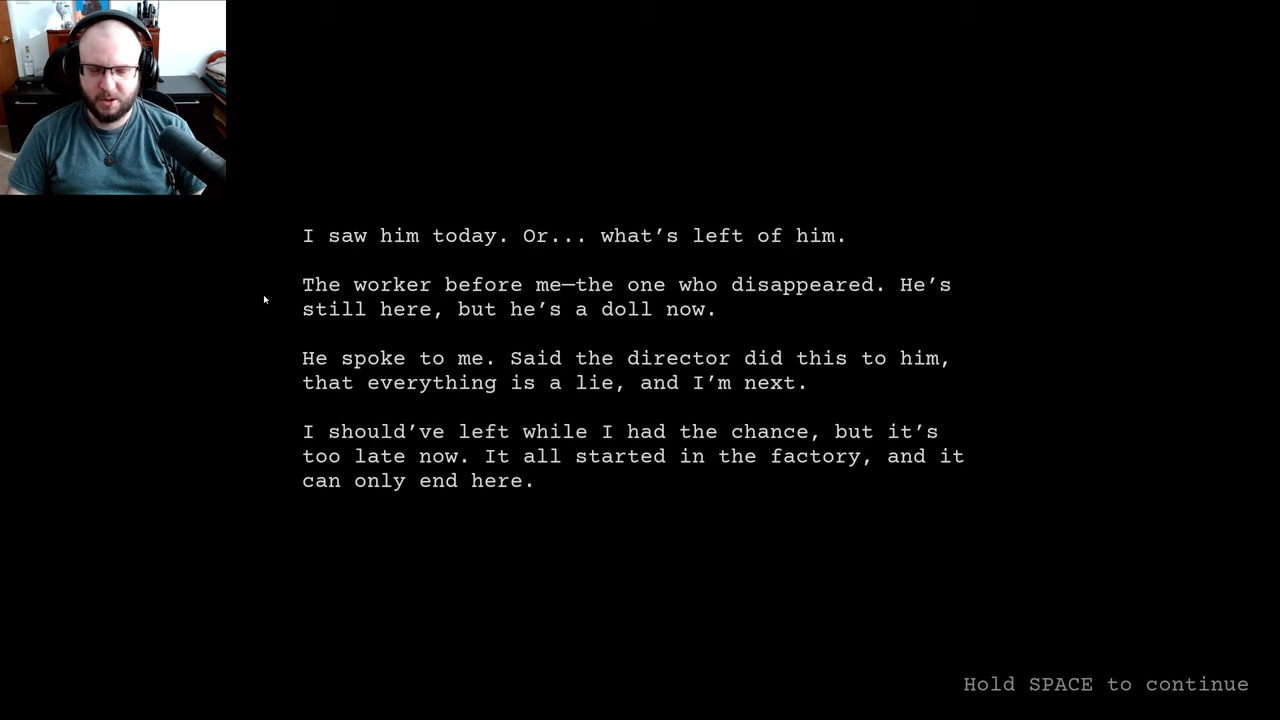 I saw him today. Or... what's left of him.
The worker before me—the one who disappeared. He's
still here, but he's a doll now.
He spoke to me. Said the director did this to him,
that everything is a lie, and I'm next.
I should've left while I had the chance, but it's
too late now. It all started in the factory, and it
can only end here.
Hold SPACE to continue